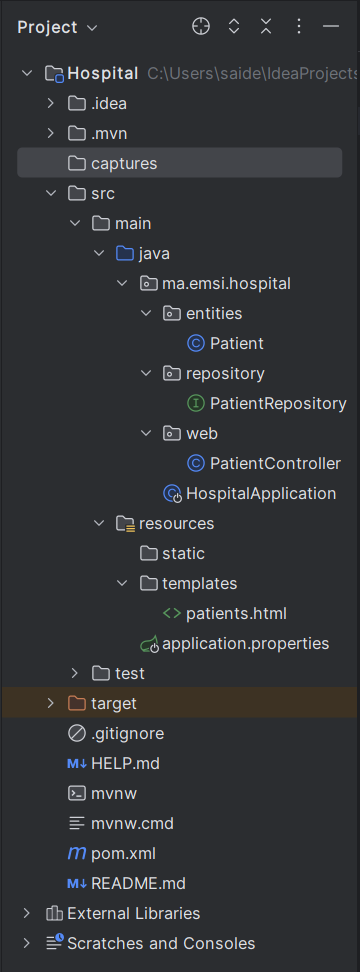 Project
Hospital C:\Users\saide\IdeaProjects
.idea
.mvn
captures
src
main
java
ma.emsi.hospital
entities
C Patient
repository
I PatientRepository
web
C PatientController
C HospitalApplication
resources
static
templates
<> patients.html
application.properties
test
target
.gitignore
M↓ HELP.md
mvnw
mvnw.cmd
m pom.xml
M↓ README.md
External Libraries
Scratches and Consoles